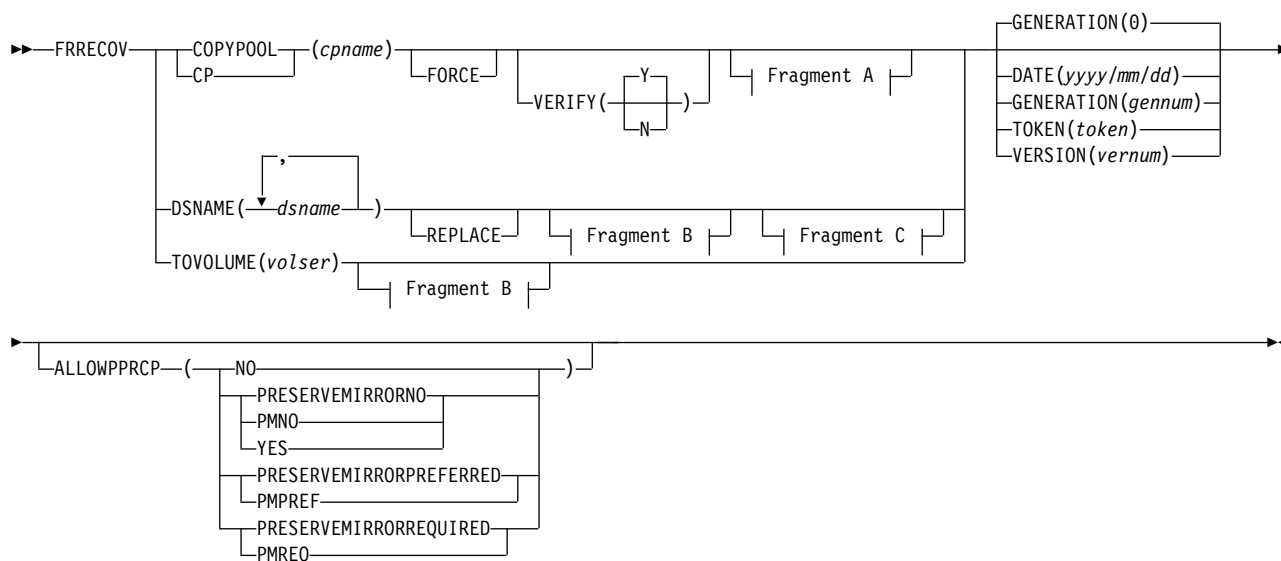 FRRECOV COPYPOOL (cpname) GENERATION(0)
CP FORCE Y Fragment A DATE(yyyy/mm/dd)
VERIFY( )
N GENERATION(gennum)
TOKEN(token)
VERSION(vernum)
,
DSNAME( dsname )
REPLACE Fragment B Fragment C
TOVOLUME(volser)
Fragment B
ALLOWPPRCP ( NO )
PRESERVEMIRRORNO
PMNO
YES
PRESERVEMIRRORPREFERRED
PMPREF
PRESERVEMIRRORREQUIRED
PMREQ